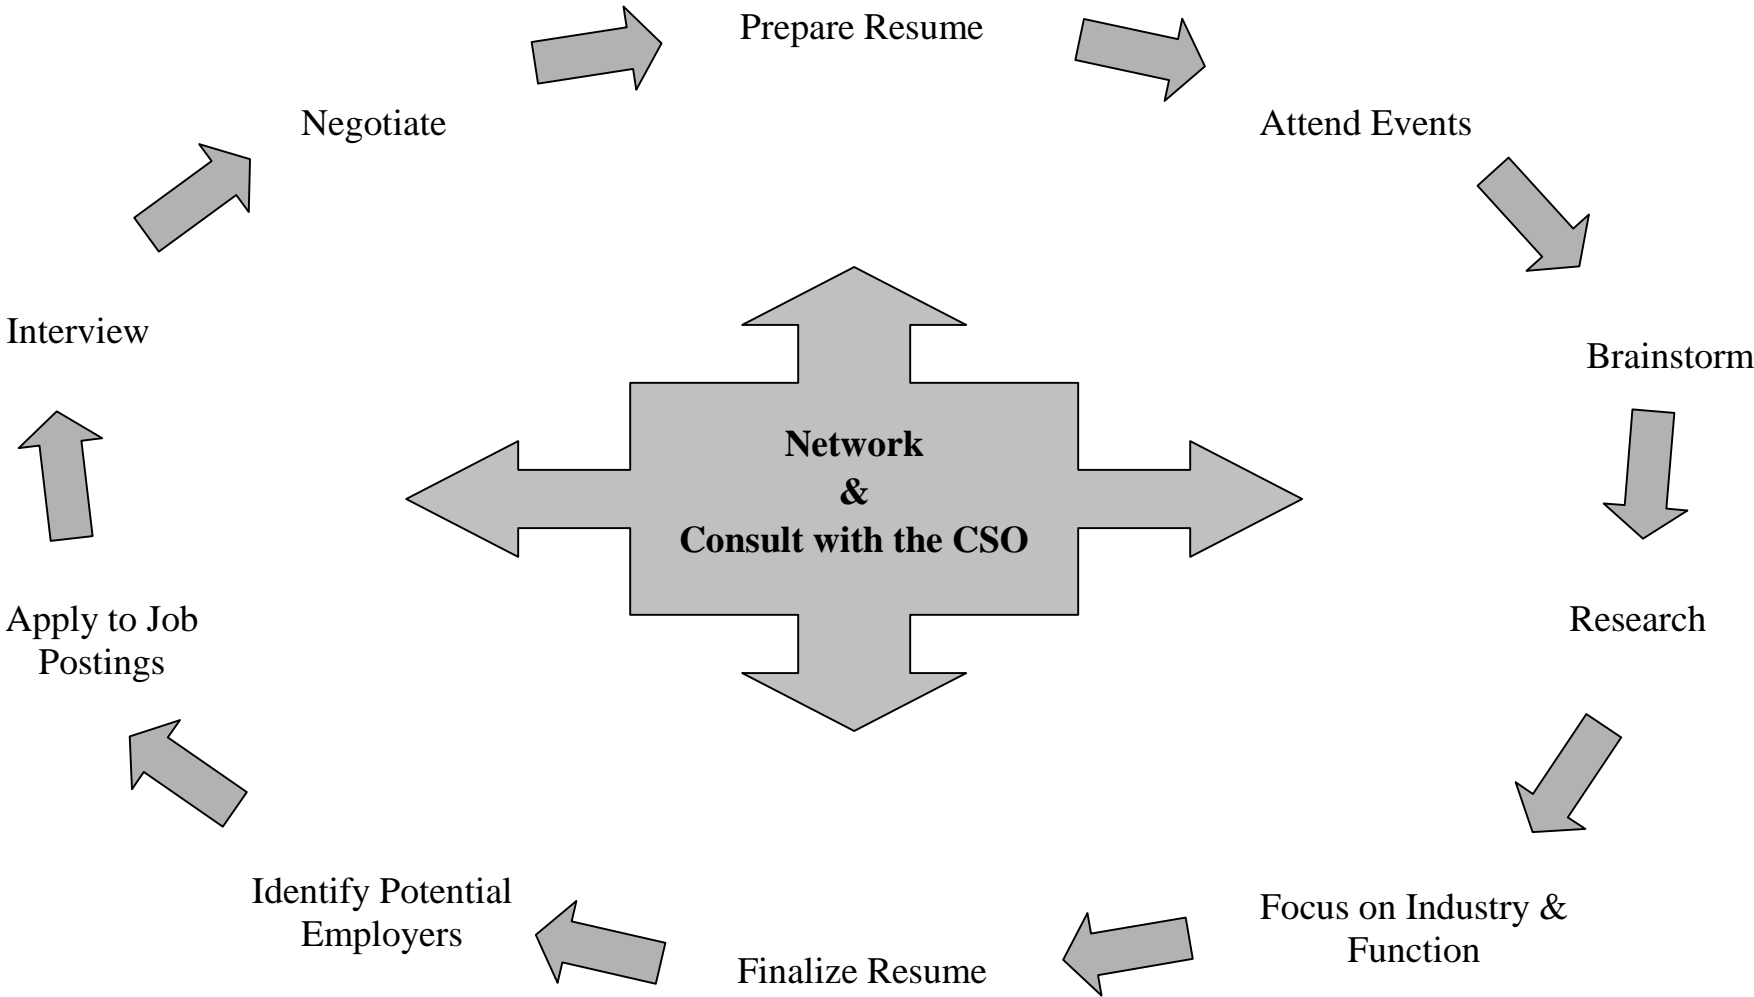 Prepare Resume
Attend Events
Brainstorm
Research
Focus on Industry &
Function
Finalize Resume
Identify Potential
Employers
Apply to Job
Postings
Interview
Negotiate
Network
&
Consult with the CSO